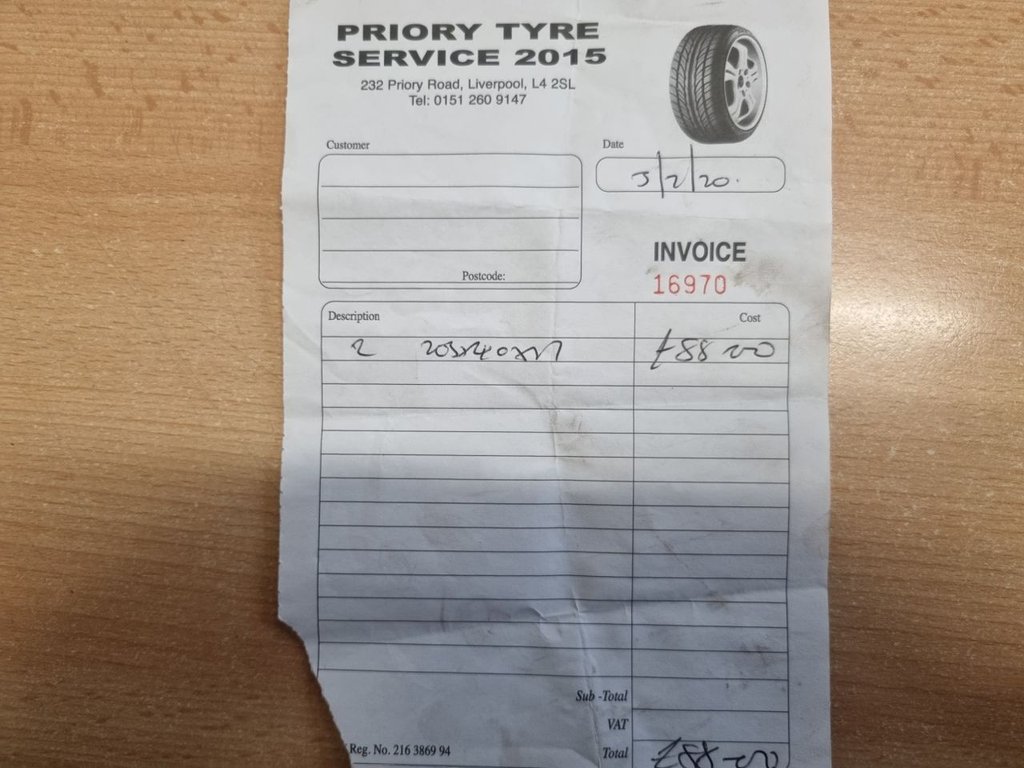 PRIORY TYRE
SERVICE 2015
232 Priory Road, Liverpool, L4 2SL
Tel: 0151 260 9147
Customer
Date
/2/20.
Postcode:
INVOICE
16970
Description
Cost
2 205x40x17
£88 00
Sub -Total
VAT
Reg. No. 216 3869 94
Total
£88-00